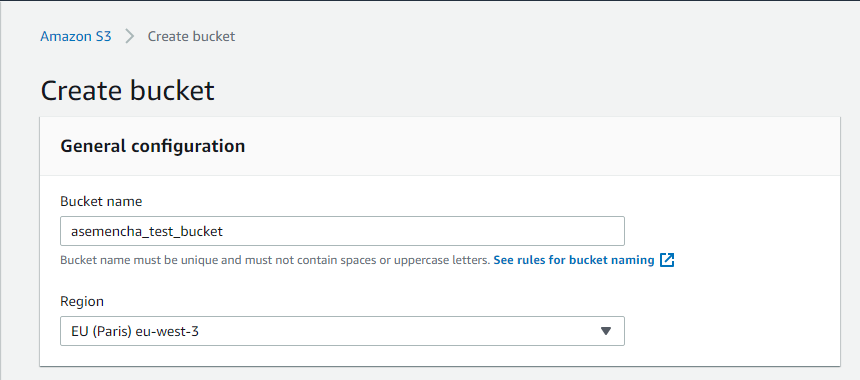 Amazon S3 > Create bucket
Create bucket
General configuration
Bucket name
asemencha_test_bucket
Bucket name must be unique and must not contain spaces or uppercase letters. See rules for bucket naming
Region
EU (Paris) eu-west-3